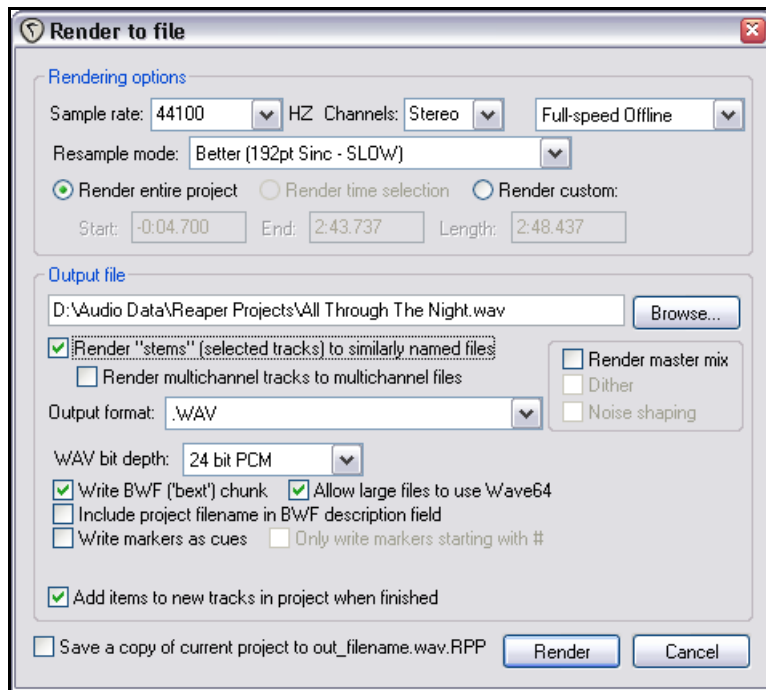 Render to file
Rendering options
Sample rate: 44100 HZ Channels: Stereo Full-speed Offline
Resample mode: Better (192pt Sinc - SLOW)
Render entire project Render time selection Render custom:
Start: -0:04.700 End: 2:43.737 Length: 2:48.437
Output file
D:\Audio Data\Reaper Projects\All Through The Night.wav Browse...
Render "stems" (selected tracks) to similarly named files
Render master mix
Render multichannel tracks to multichannel files
Dither
Output format: .WAV
Noise shaping
WAV bit depth: 24 bit PCM
Write BWF ('bext') chunk Allow large files to use Wave64
Include project filename in BWF description field
Write markers as cues Only write markers starting with #
Add items to new tracks in project when finished
Save a copy of current project to out_filename.wav.RPP Render Cancel